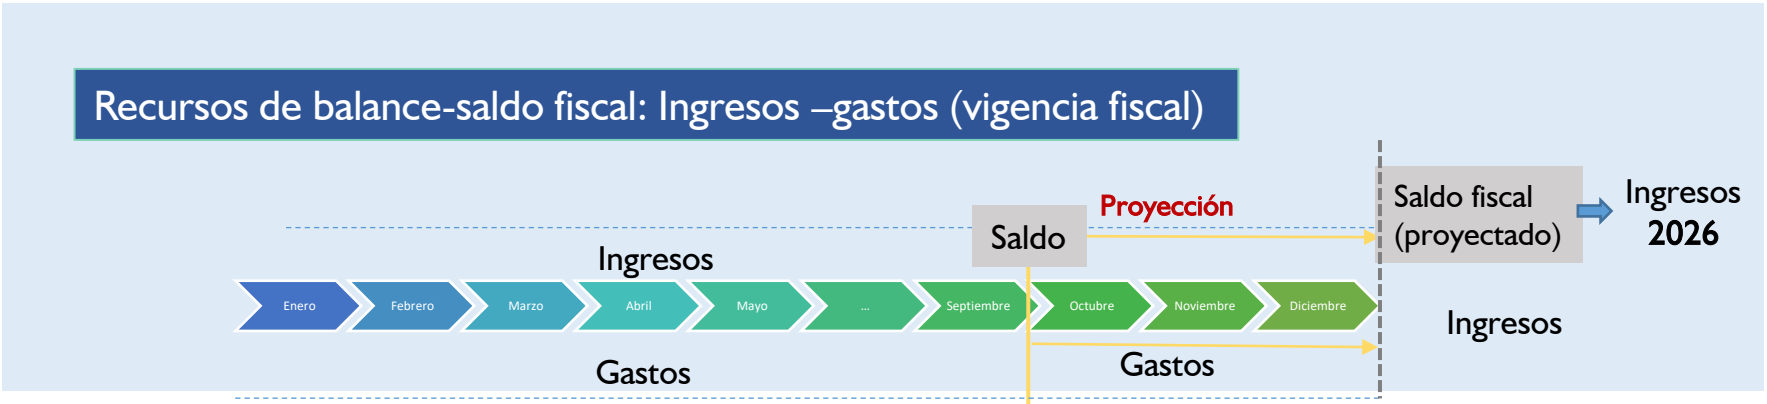 Recursos de balance-saldo fiscal: Ingresos –gastos (vigencia fiscal)
Proyección
Saldo
Saldo fiscal
(proyectado)
Ingresos
2026
Ingresos
Enero
Febrero
Marzo
Abril
Mayo
...
Septiembre
Octubre
Noviembre
Diciembre
Ingresos
Gastos
Gastos